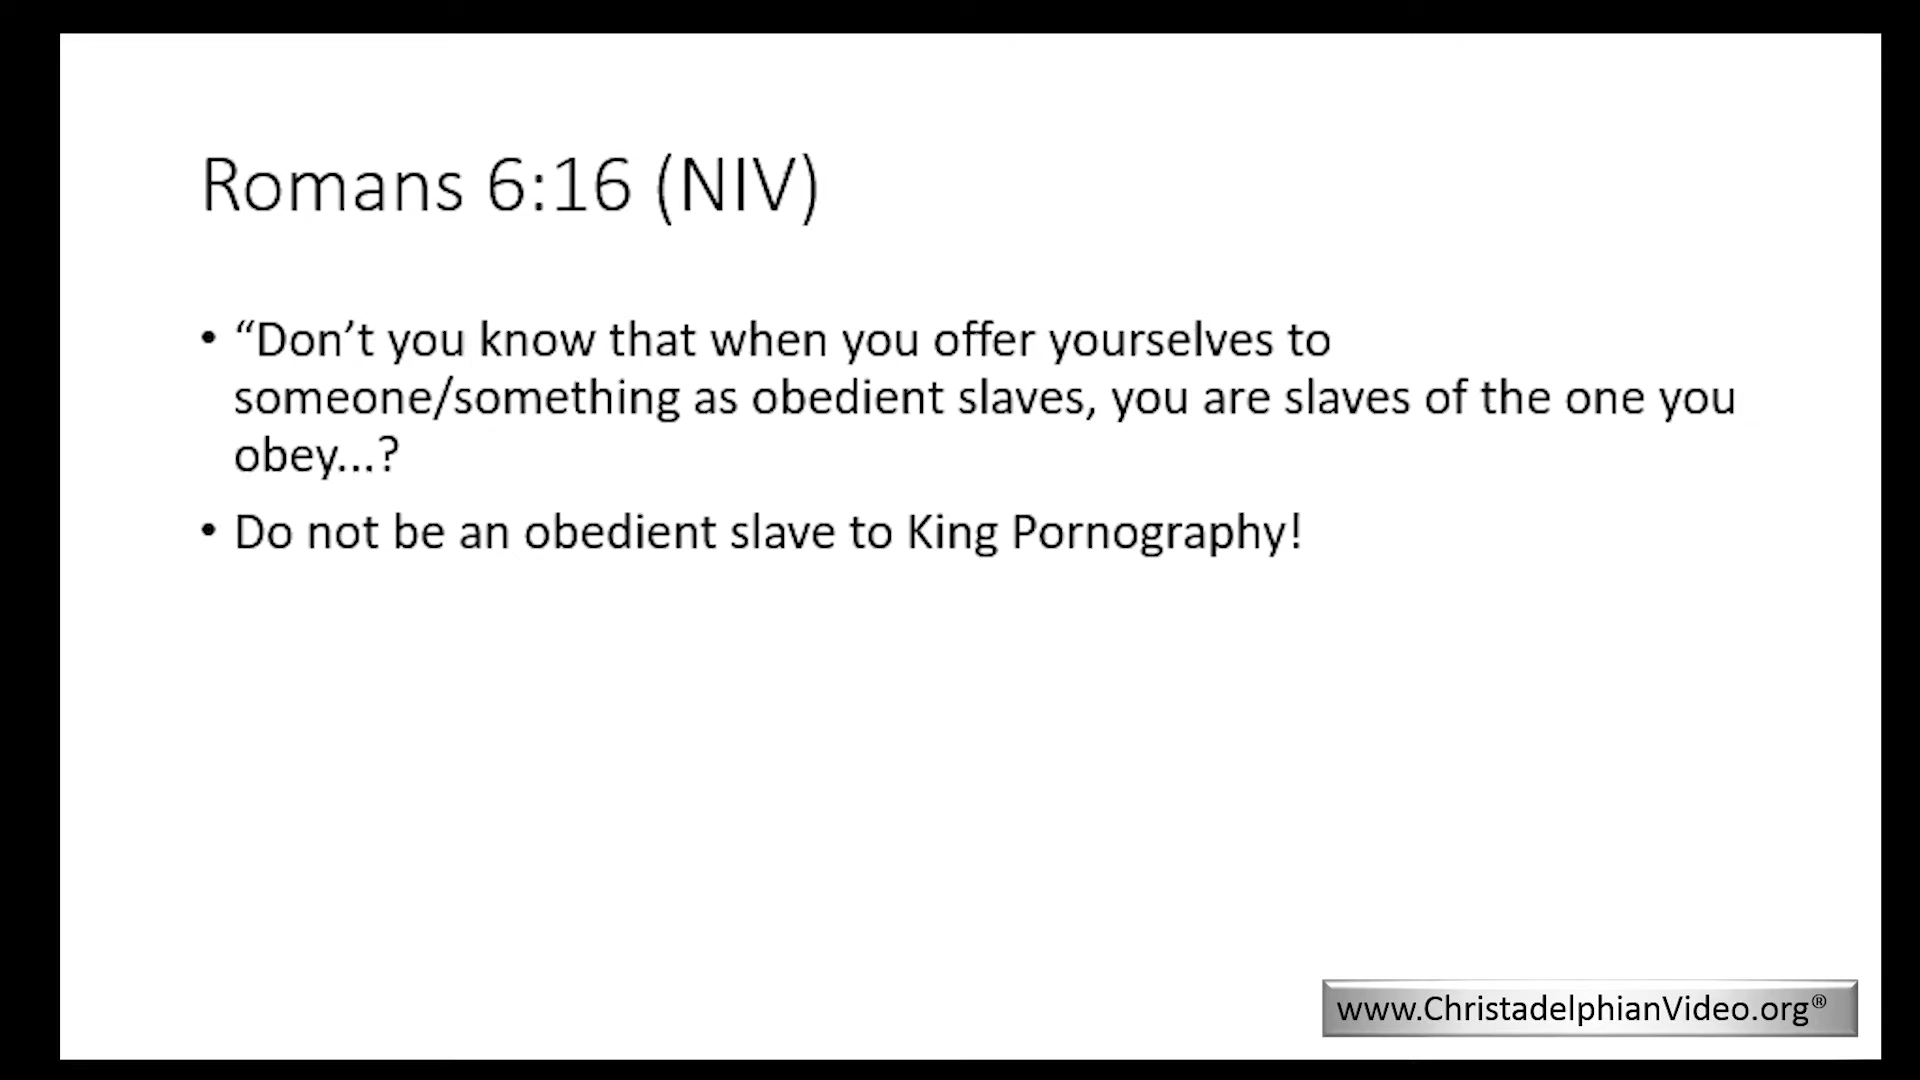 Romans 6:16 (NIV)
• “Don’t you know that when you offer yourselves to
someone/something as obedient slaves, you are slaves of the one you
obey...?
• Do not be an obedient slave to King Pornography!
www.ChristadelphianVideo.org®